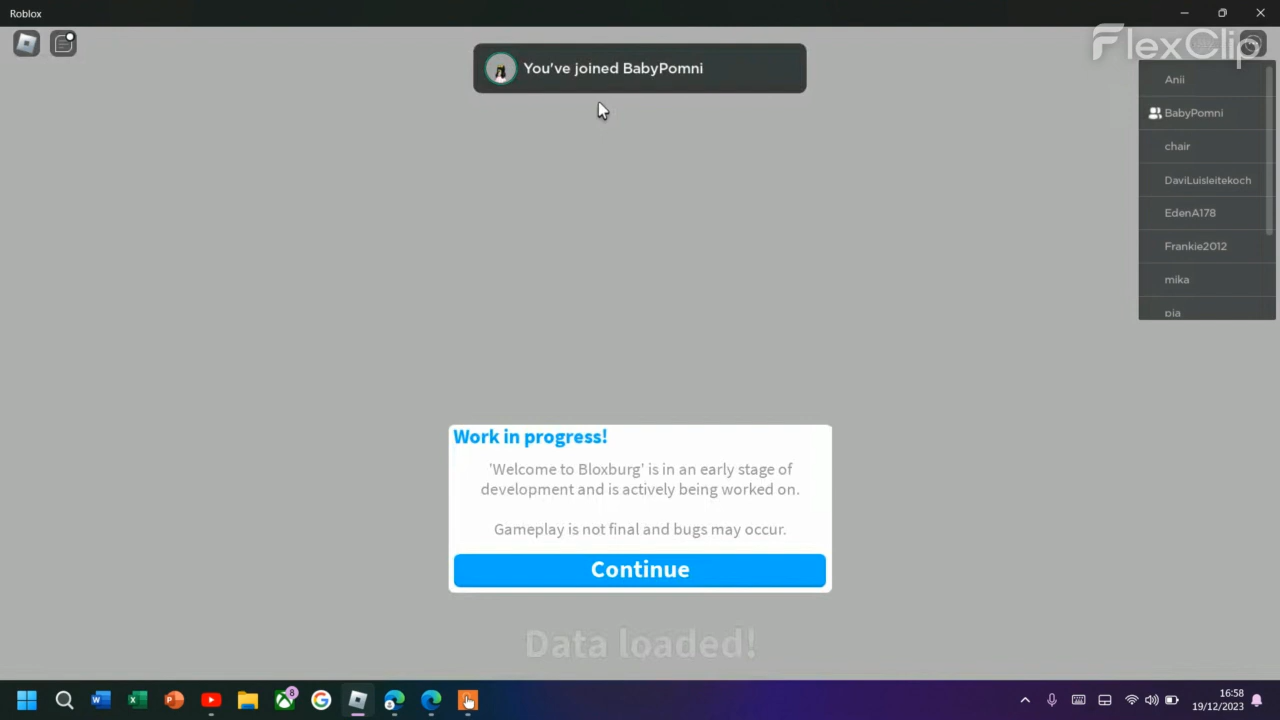 Roblox
FlexClip
You've joined BabyPomni
Anii
BabyPomni
chair
DaviLuisleitekoch
EdenA178
Frankie2012
mika
pia
Work in progress!
'Welcome to Bloxburg' is in an early stage of
development and is actively being worked on.
Gameplay is not final and bugs may occur.
Continue
Data loaded!
8
16:58
19/12/2023